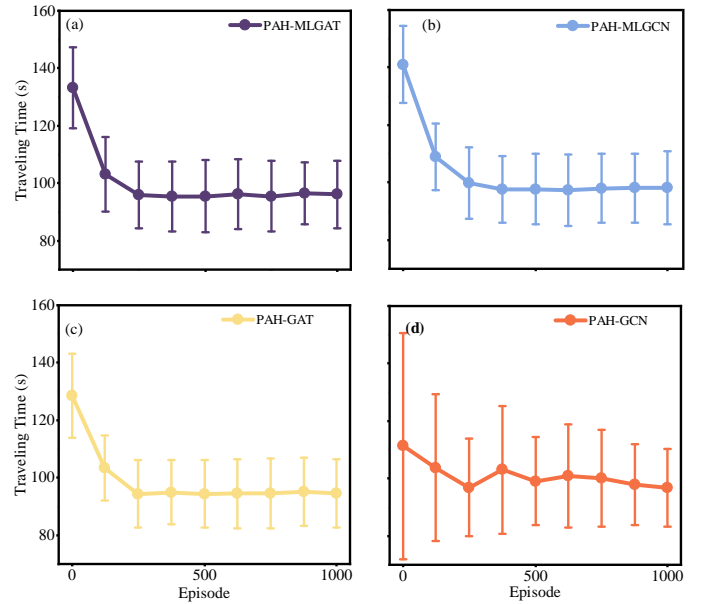 160
(a)
PAH-MLGAT
140
120
100
80
Traveling Time (s)
(b)
PAH-MLGCN
160
(c)
PAH-GAT
140
120
100
80
Traveling Time (s)
0
500
1000
Episode
(d)
PAH-GCN
0
500
1000
Episode